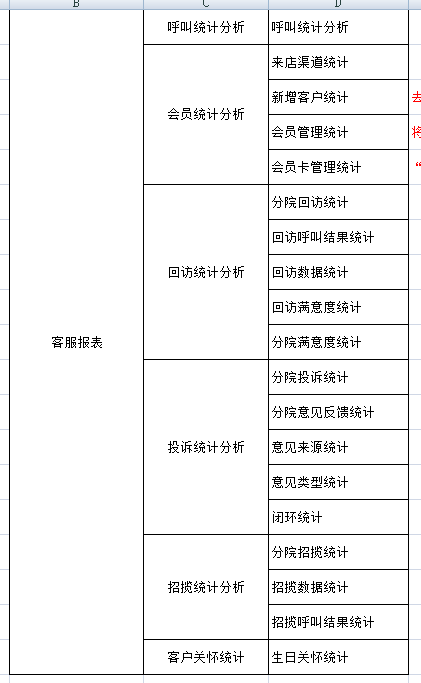 B C D
呼叫统计分析 呼叫统计分析
来店渠道统计
新增客户统计 去
会员统计分析
会员管理统计 将
会员卡管理统计 “
分院回访统计
回访呼叫结果统计
回访统计分析 回访数据统计
回访满意度统计
客服报表 分院满意度统计
分院投诉统计
分院意见反馈统计
投诉统计分析 意见来源统计
意见类型统计
闭环统计
分院招揽统计
招揽统计分析 招揽数据统计
招揽呼叫结果统计
客户关怀统计 生日关怀统计